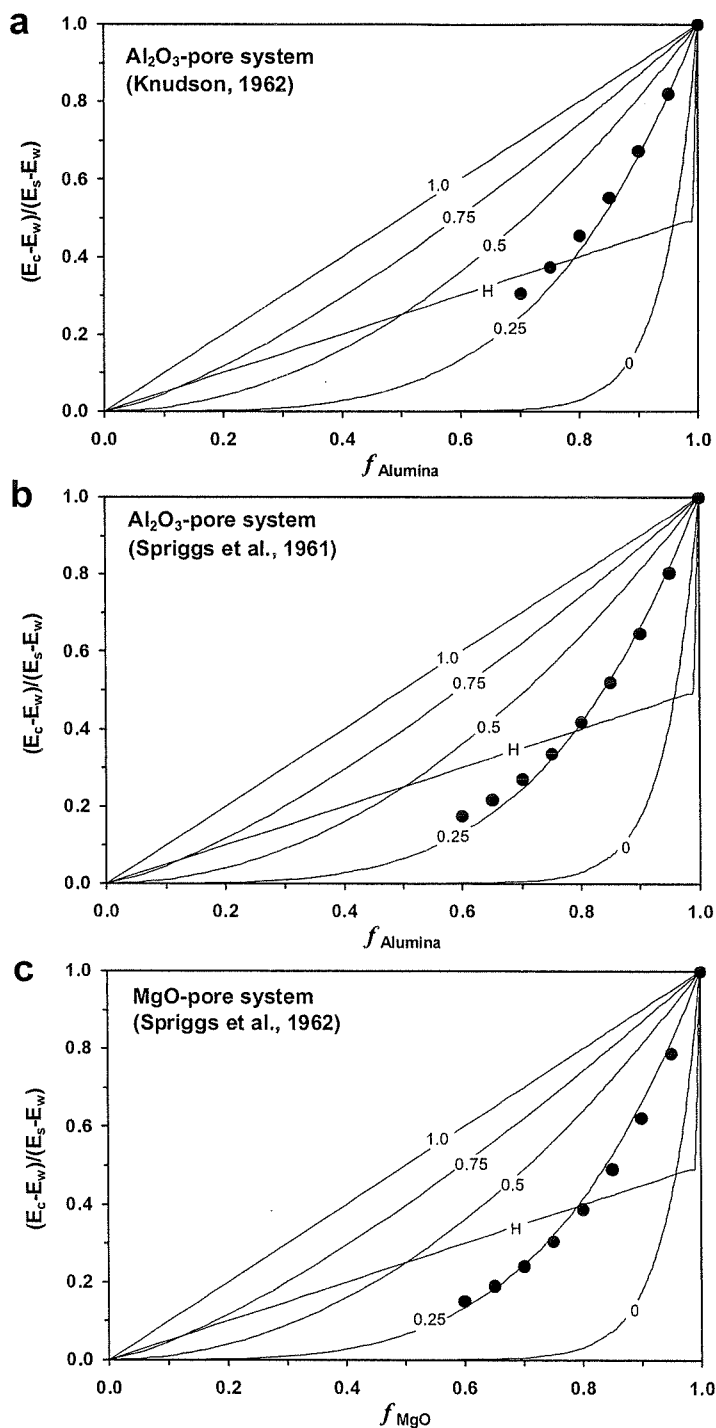 a
Al₂O₃-pore system
(Knudson, 1962)
(E_c-E_w)/(E_s-E_w)
1.0
0.8
0.6
0.4
0.2
0.0
1.0
0.75
0.5
H
0.25
0
0.0 0.2 0.4 0.6 0.8 1.0
f Alumina
b
Al₂O₃-pore system
(Spriggs et al., 1961)
(E_c-E_w)/(E_s-E_w)
1.0
0.8
0.6
0.4
0.2
0.0
1.0
0.75
0.5
H
0.25
0
0.0 0.2 0.4 0.6 0.8 1.0
f Alumina
c
MgO-pore system
(Spriggs et al., 1962)
(E_c-E_w)/(E_s-E_w)
1.0
0.8
0.6
0.4
0.2
0.0
1.0
0.75
0.5
H
0.25
0
0.0 0.2 0.4 0.6 0.8 1.0
f MgO